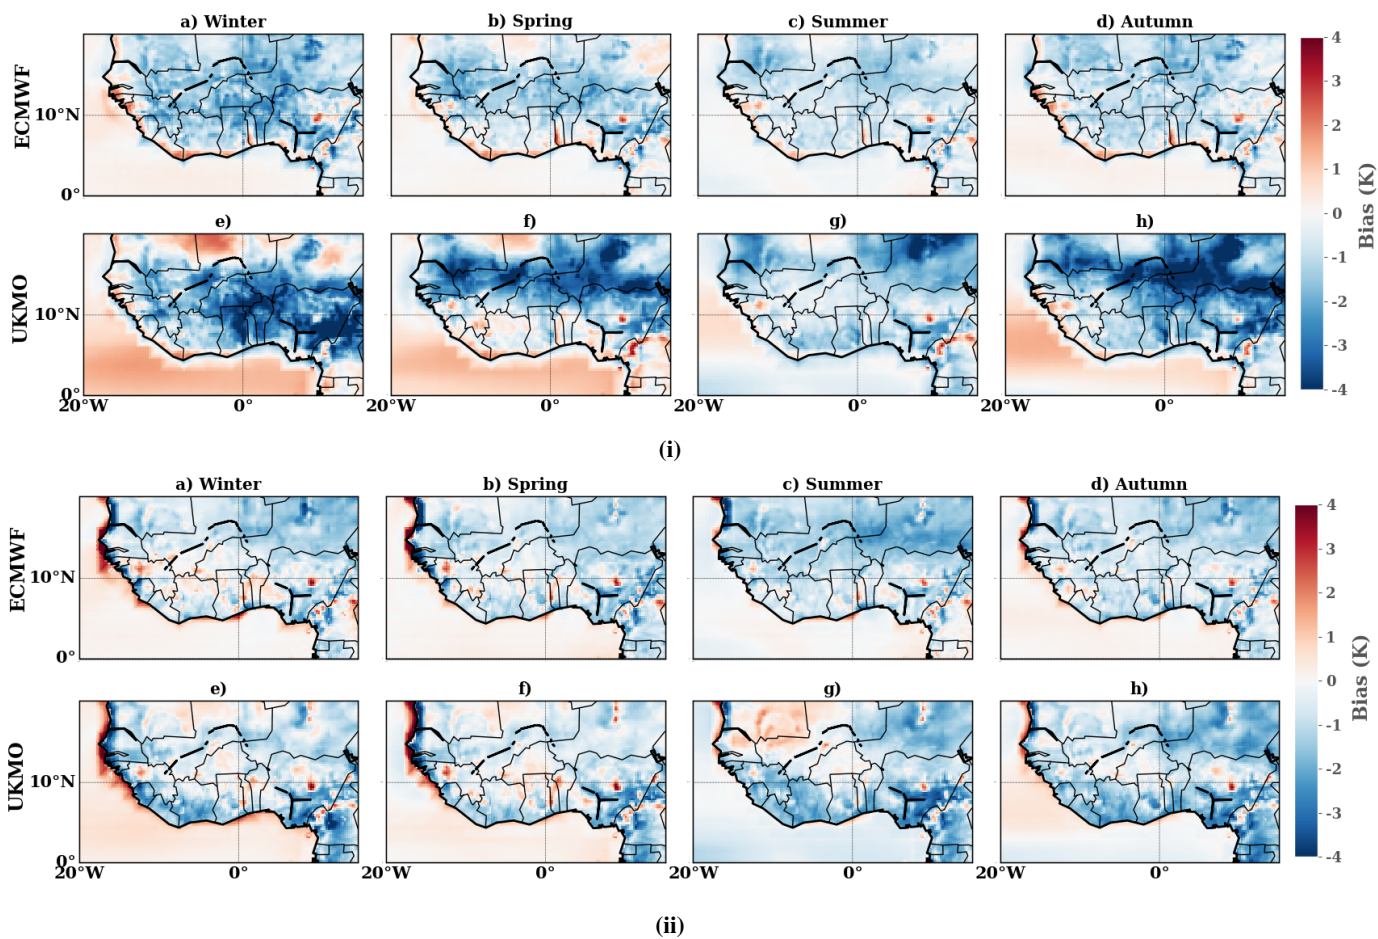 a) Winter b) Spring c) Summer d) Autumn
ECMWF
10°N
0°
4
3
2
1
0
-1
-2
-3
-4
Bias (K)
e) f) g) h)
UKMO
10°N
0°
20°W 0° 20°W 0° 20°W 0° 20°W 0°
(i)
a) Winter b) Spring c) Summer d) Autumn
ECMWF
10°N
0°
4
3
2
1
0
-1
-2
-3
-4
Bias (K)
e) f) g) h)
UKMO
10°N
0°
20°W 0° 20°W 0° 20°W 0° 20°W 0°
(ii)